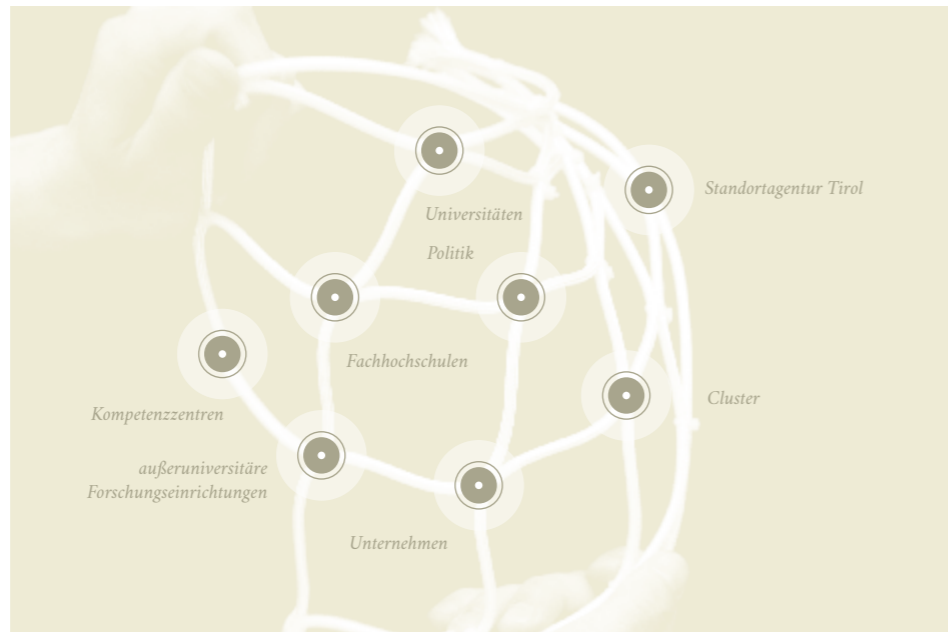 Standortagentur Tirol
Universitäten
Politik
Fachhochschulen
Cluster
Kompetenzzentren
außeruniversitäre
Forschungseinrichtungen
Unternehmen